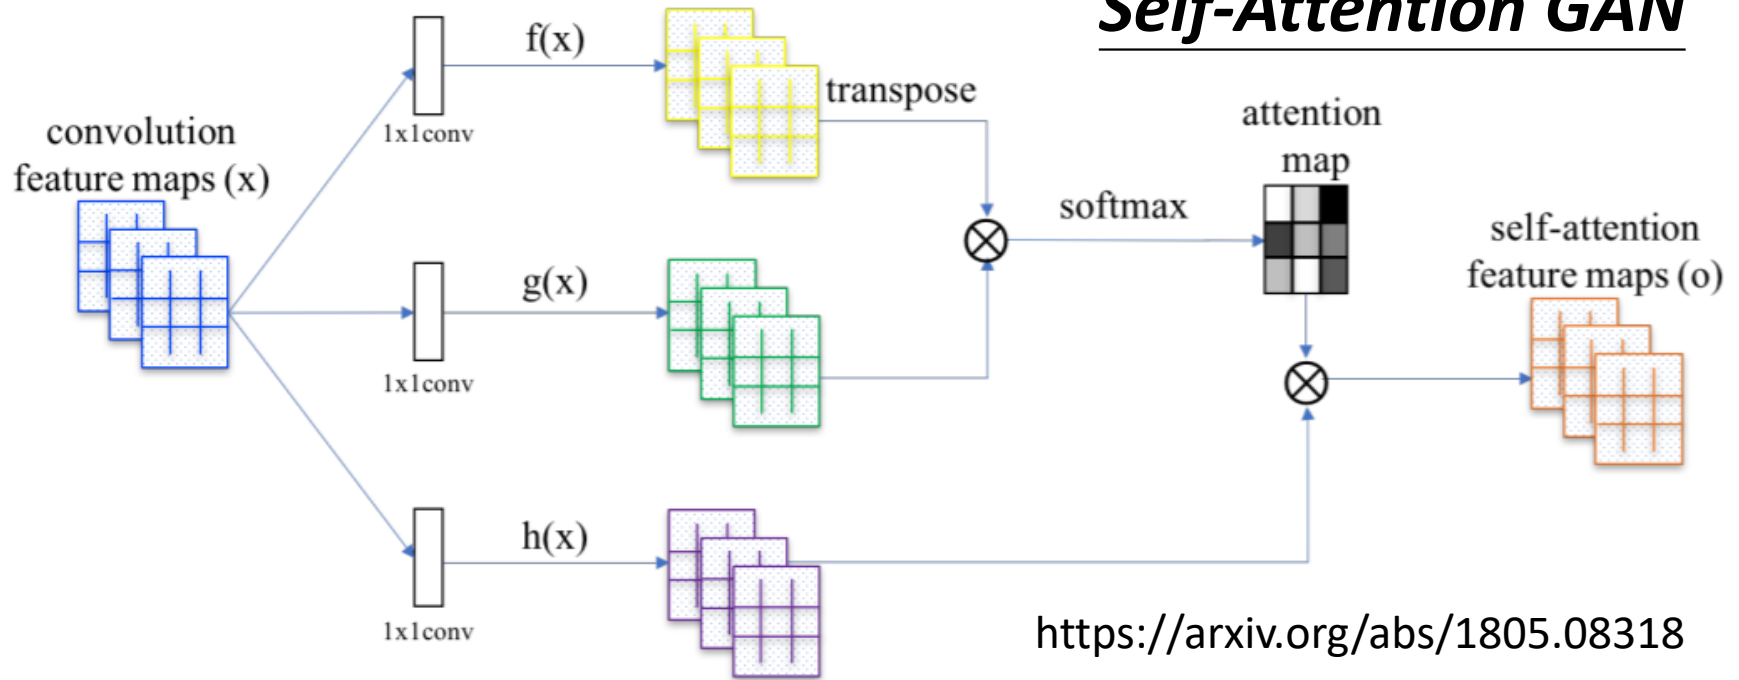 Self-Attention GAN
f(x)
transpose
1x1conv
convolution
feature maps (x)
attention
map
softmax
g(x)
1x1conv
self-attention
feature maps (o)
h(x)
1x1conv
https://arxiv.org/abs/1805.08318